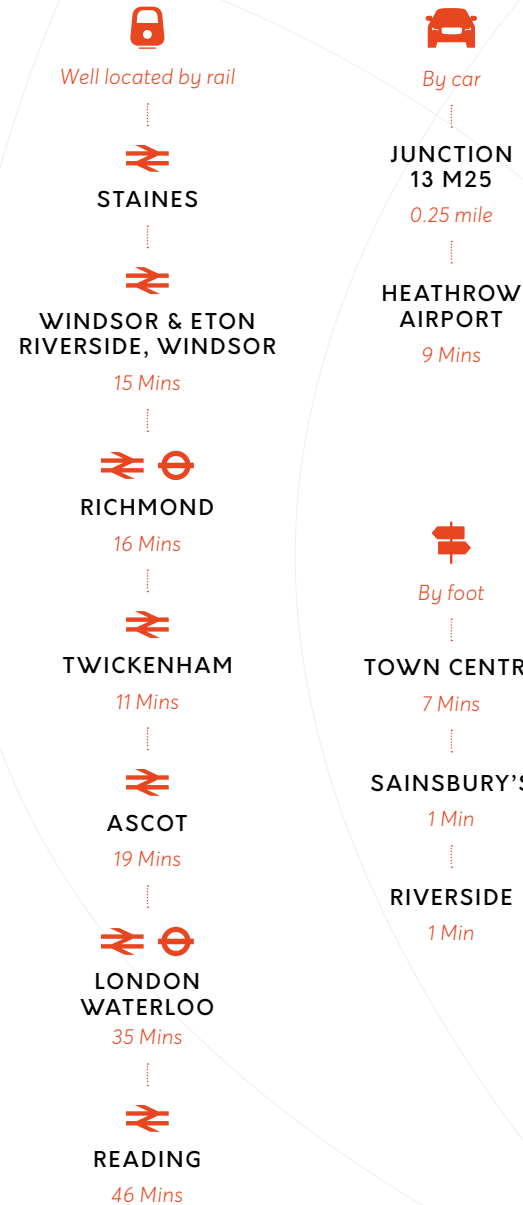 Well located by rail
STAINES
WINDSOR & ETON
RIVERSIDE, WINDSOR
15 Mins
RICHMOND
16 Mins
TWICKENHAM
11 Mins
ASCOT
19 Mins
LONDON
WATERLOO
35 Mins
READING
46 Mins
By car
JUNCTION
13 M25
0.25 mile
HEATHROW
AIRPORT
9 Mins
By foot
TOWN CENTR
7 Mins
SAINSBURY'S
1 Min
RIVERSIDE
1 Min